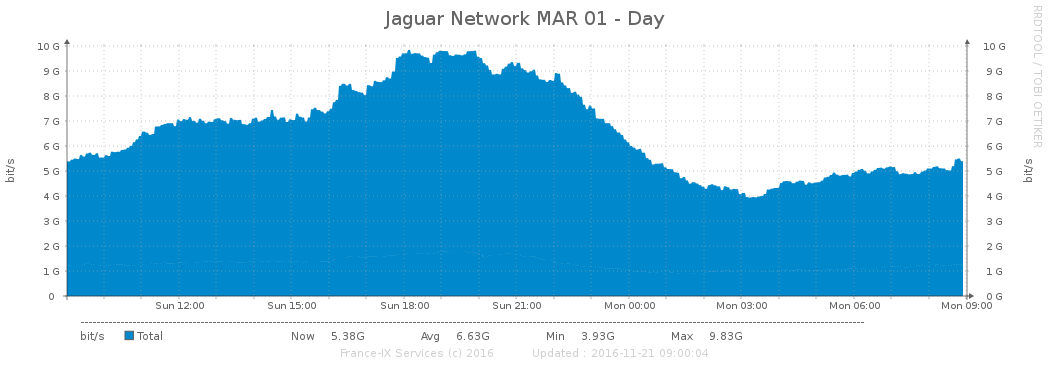 Jaguar Network MAR 01 - Day
RRDTOOL / TOBI OETIKER
bit/s
10 G
9 G
8 G
7 G
6 G
5 G
4 G
3 G
2 G
1 G
0
10 G
9 G
8 G
7 G
6 G
5 G
4 G
3 G
2 G
1 G
0 G
bit/s
Sun 12:00 Sun 15:00 Sun 18:00 Sun 21:00 Mon 00:00 Mon 03:00 Mon 06:00 Mon 09:00
bit/s Total Now 5.38G Avg 6.63G Min 3.93G Max 9.83G
France-IX Services (c) 2016 Updated : 2016-11-21 09:00:04